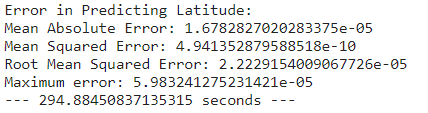 Error in Predicting Latitude:
Mean Absolute Error: 1.6782827020283375e-05
Mean Squared Error: 4.941352879588518e-10
Root Mean Squared Error: 2.2229154009067726e-05
Maximum error: 5.983241275231421e-05
--- 294.88450837135315 seconds ---